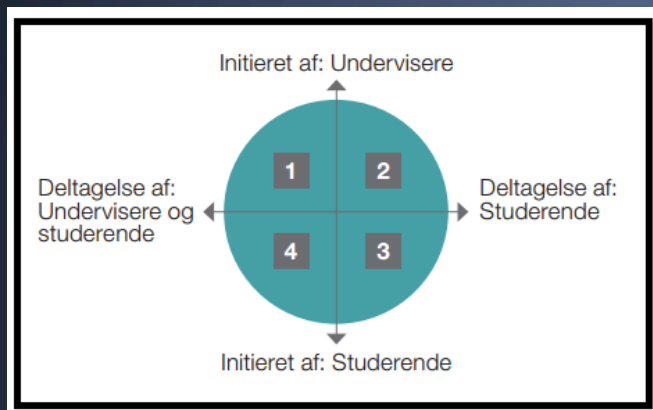 Initieret af: Undervisere
1
2
Deltagelse af:
Undervisere og
studerende
Deltagelse af:
Studerende
4
3
Initieret af: Studerende